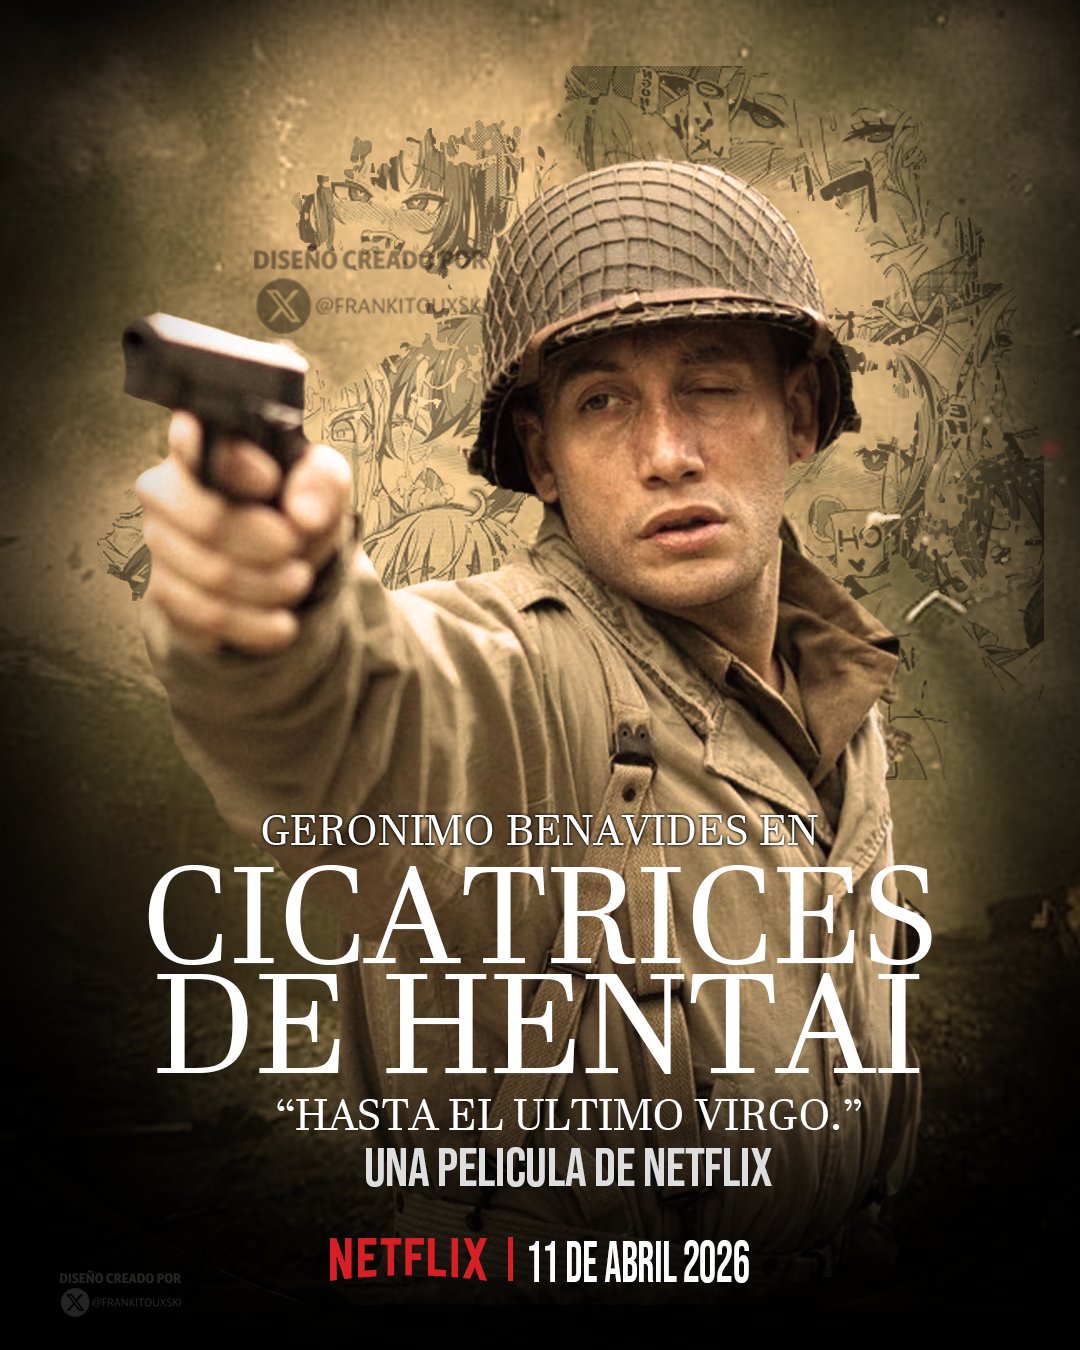 DISEÑO CREADO POR
@FRANKITOUXSKI
GERONIMO BENAVIDES EN
CICATRICES
DE HENTAI
“HASTA EL ULTIMO VIRGO.”
UNA PELICULA DE NETFLIX
NETFLIX | 11 DE ABRIL 2026
DISEÑO CREADO POR
@FRANKITOUXSKI